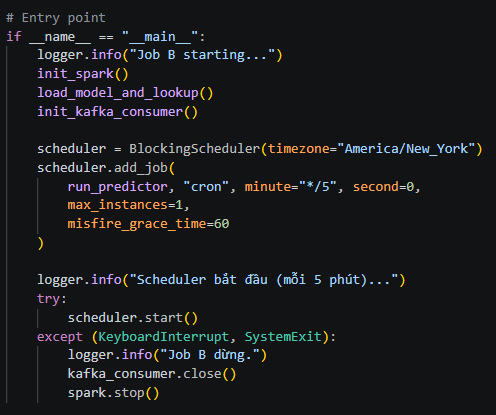 # Entry point
if __name__ == "__main__":
    logger.info("Job B starting...")
    init_spark()
    load_model_and_lookup()
    init_kafka_consumer()

    scheduler = BlockingScheduler(timezone="America/New_York")
    scheduler.add_job(
        run_predictor, "cron", minute="*/5", second=0,
        max_instances=1,
        misfire_grace_time=60
    )

    logger.info("Scheduler bắt đầu (mỗi 5 phút)...")
    try:
        scheduler.start()
    except (KeyboardInterrupt, SystemExit):
        logger.info("Job B dừng.")
        kafka_consumer.close()
        spark.stop()